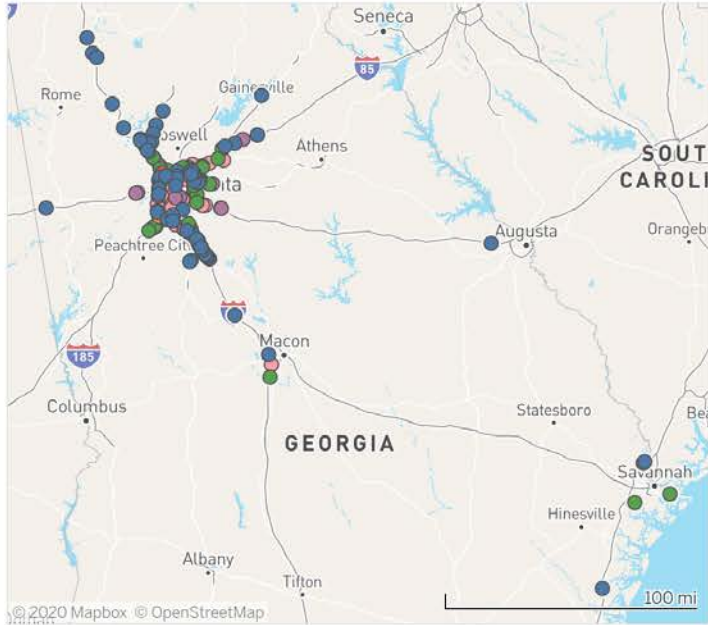 Seneca
85
Gainesville
Rome
oswell
Athens
SOUT
CAROLI
ta
Augusta
Orangebu
Peachtree Cit
185
Macon
Columbus
Statesboro
Bea
GEORGIA
Savannah
Hinesville
Albany
Tifton
100 mi
© 2020 Mapbox © OpenStreetMap